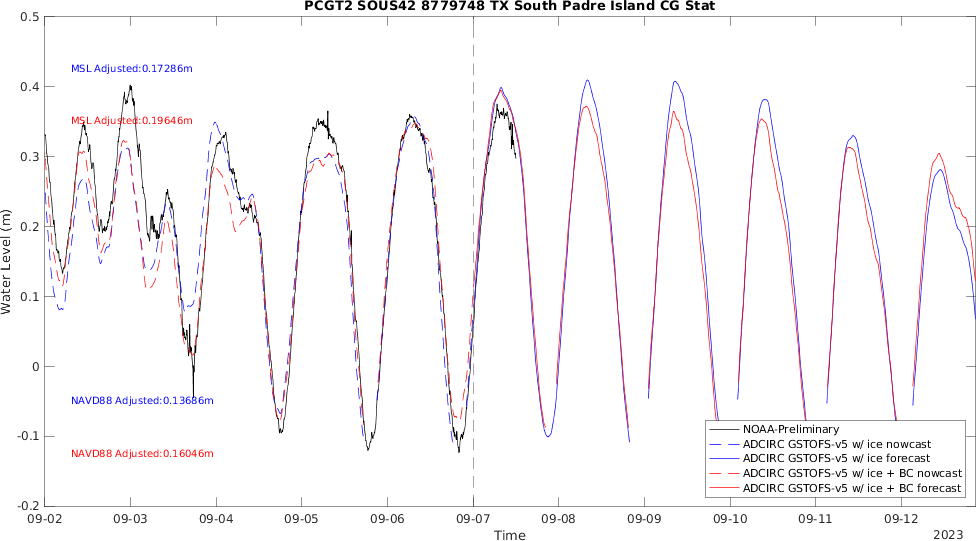 PCGT2 SOUS42 8779748 TX South Padre Island CG Stat
0.5
0.4
0.3
0.2
0.1
0
-0.1
-0.2
Water Level (m)
MSL Adjusted:0.17286m
MSL Adjusted:0.19646m
NAVD88 Adjusted:0.13686m
NAVD88 Adjusted:0.16046m
NOAA-Preliminary
ADCIRC GSTOFS-v5 w/ ice nowcast
ADCIRC GSTOFS-v5 w/ ice forecast
ADCIRC GSTOFS-v5 w/ ice + BC nowcast
ADCIRC GSTOFS-v5 w/ ice + BC forecast
09-02 09-03 09-04 09-05 09-06 09-07 09-08 09-09 09-10 09-11 09-12
Time
2023